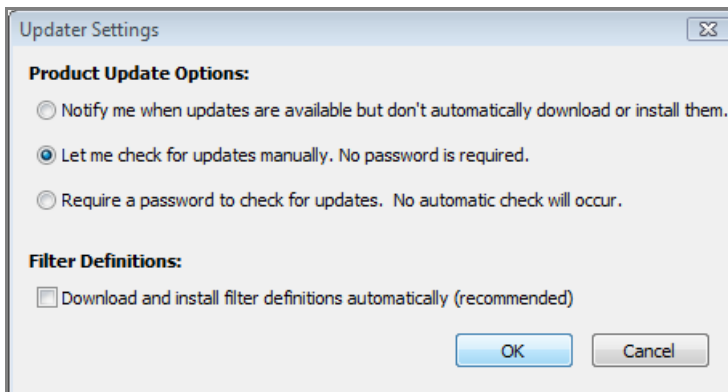 Updater Settings
Product Update Options:
Notify me when updates are available but don't automatically download or install them.
Let me check for updates manually. No password is required.
Require a password to check for updates.  No automatic check will occur.
Filter Definitions:
Download and install filter definitions automatically (recommended)
OK Cancel